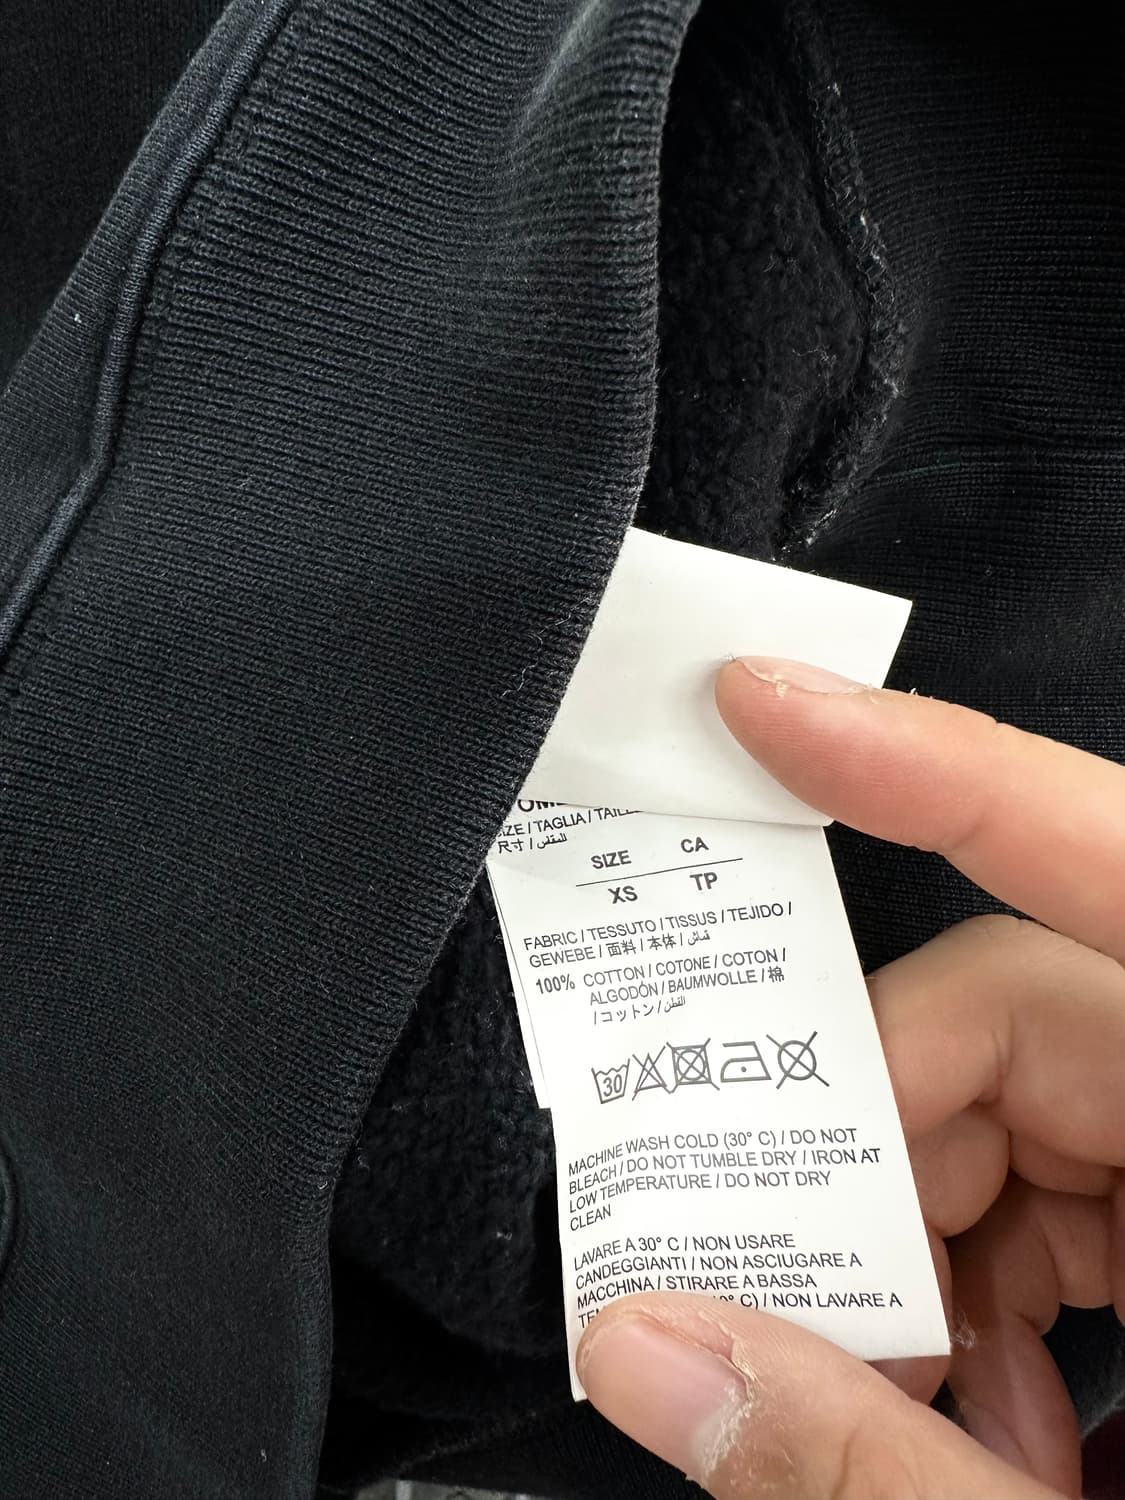 SIZE / TAGLIA / TAILLE
尺寸 / المقاس
SIZE CA
XS TP
FABRIC / TESSUTO / TISSUS / TEJIDO /
GEWEBE / 面料 / 本体 / قماش
100% COTTON / COTONE / COTON /
ALGODÓN / BAUMWOLLE / 棉
/ コットン / القطن
30
MACHINE WASH COLD (30° C) / DO NOT
BLEACH / DO NOT TUMBLE DRY / IRON AT
LOW TEMPERATURE / DO NOT DRY
CLEAN
LAVARE A 30° C / NON USARE
CANDEGGIANTI / NON ASCIUGARE A
MACCHINA / STIRARE A BASSA
C) / NON LAVARE A